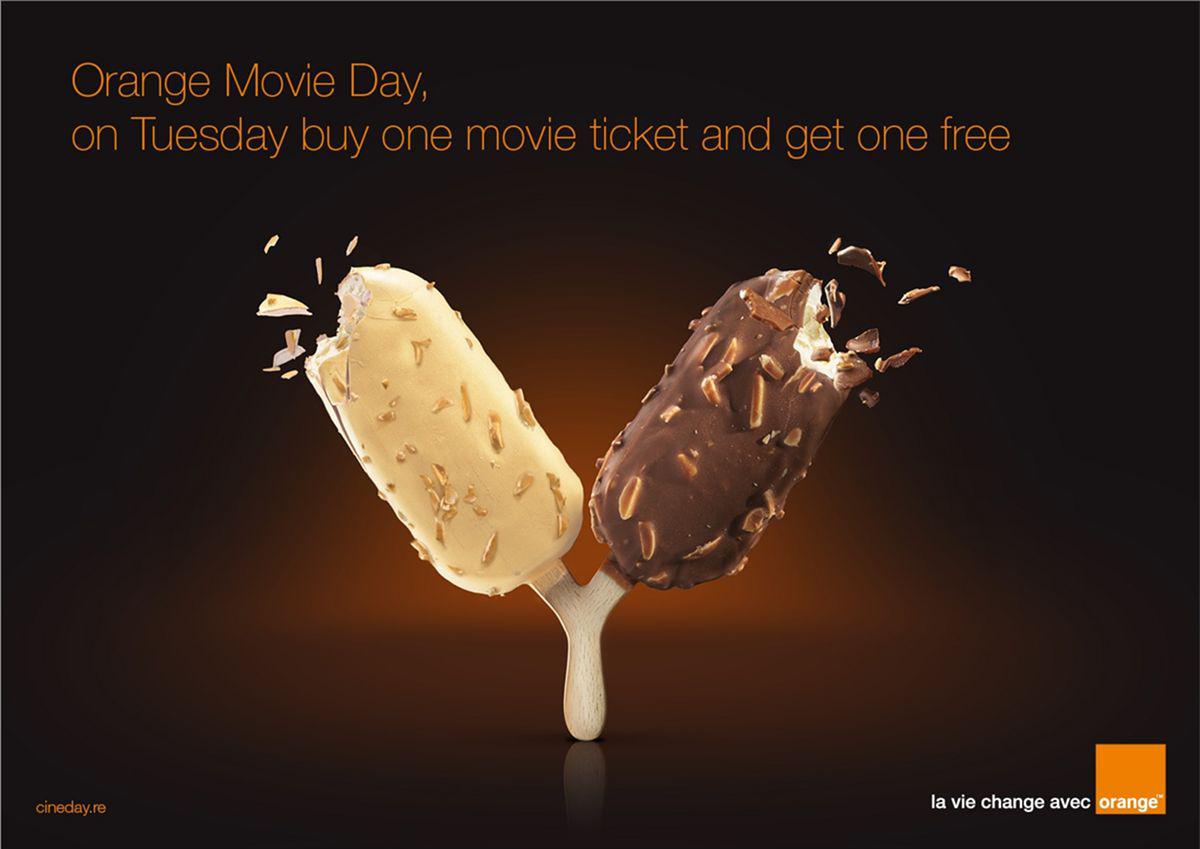 Orange Movie Day,
on Tuesday buy one movie ticket and get one free
cineday.re
la vie change avec orange™